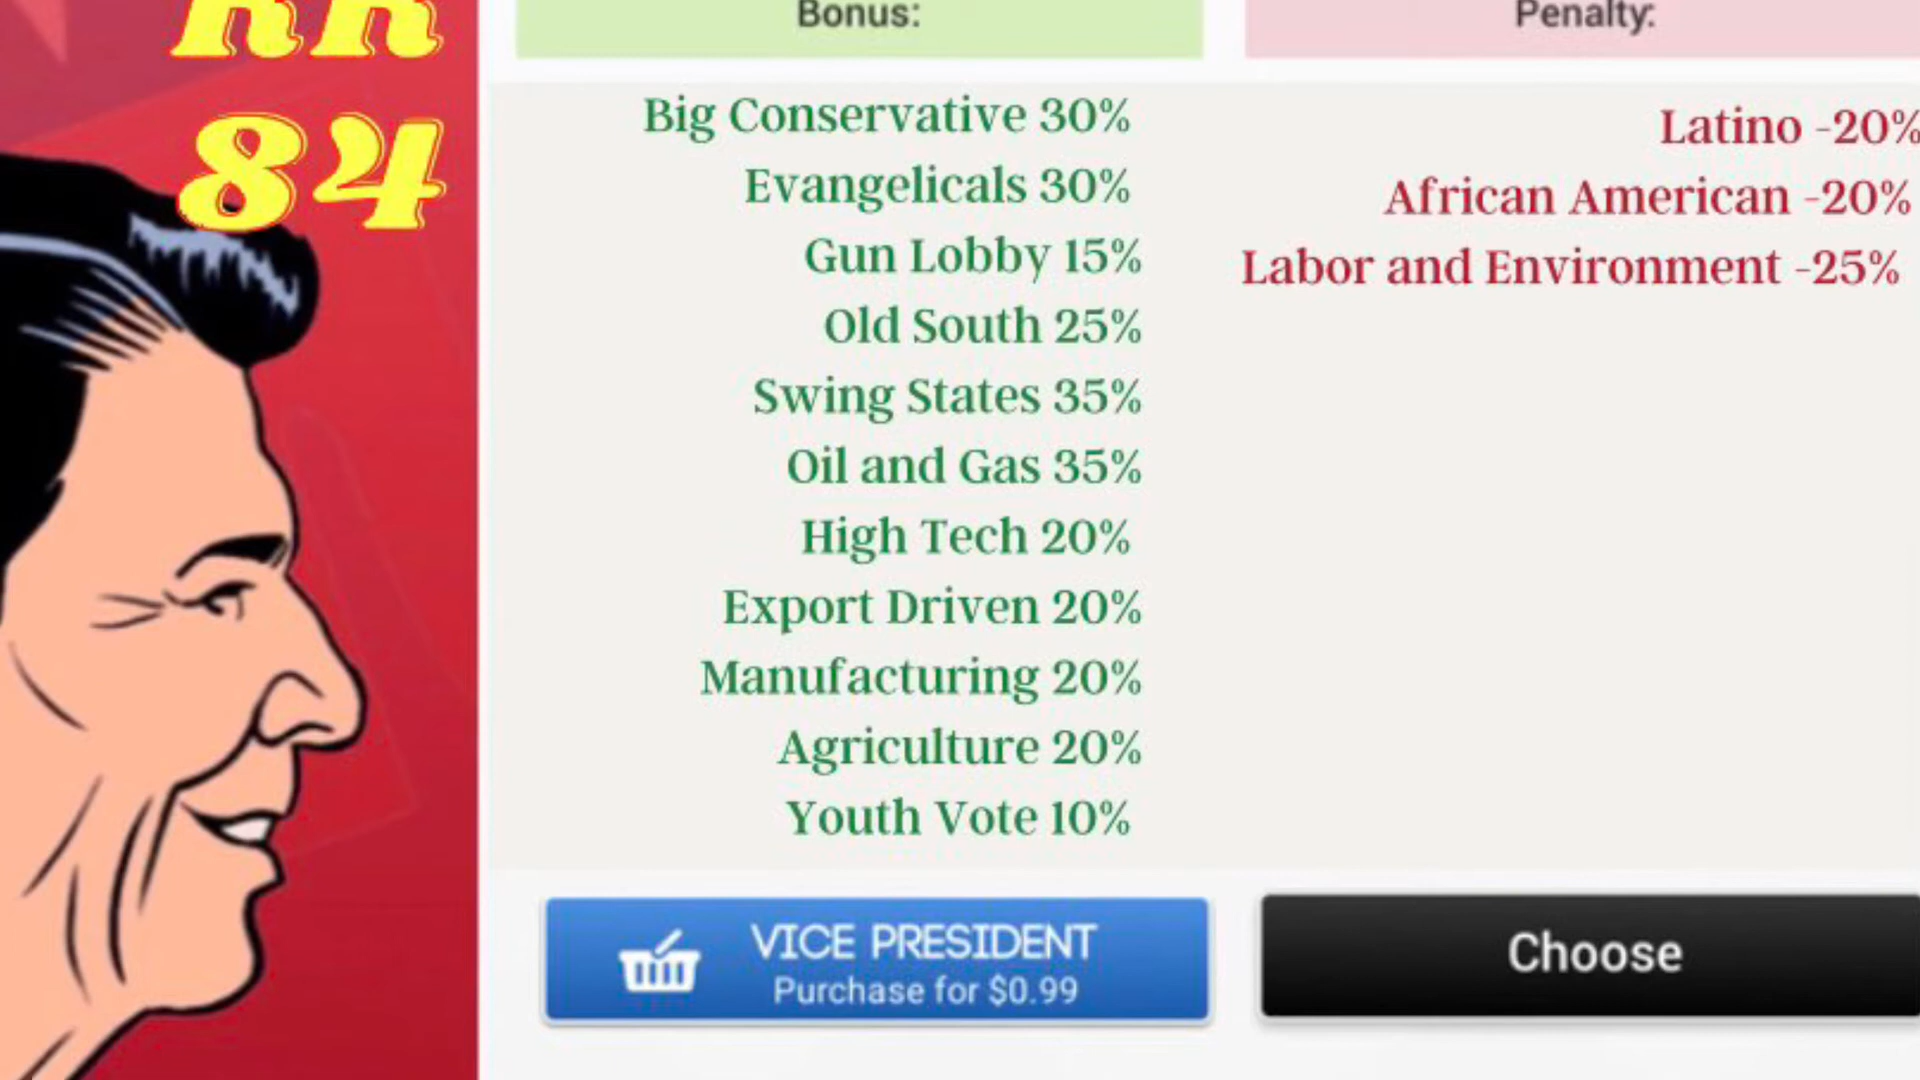 RR
84
Bonus:
Big Conservative 30%
Evangelicals 30%
Gun Lobby 15%
Old South 25%
Swing States 35%
Oil and Gas 35%
High Tech 20%
Export Driven 20%
Manufacturing 20%
Agriculture 20%
Youth Vote 10%
Penalty:
Latino -20%
African American -20%
Labor and Environment -25%
VICE PRESIDENT
Purchase for $0.99
Choose